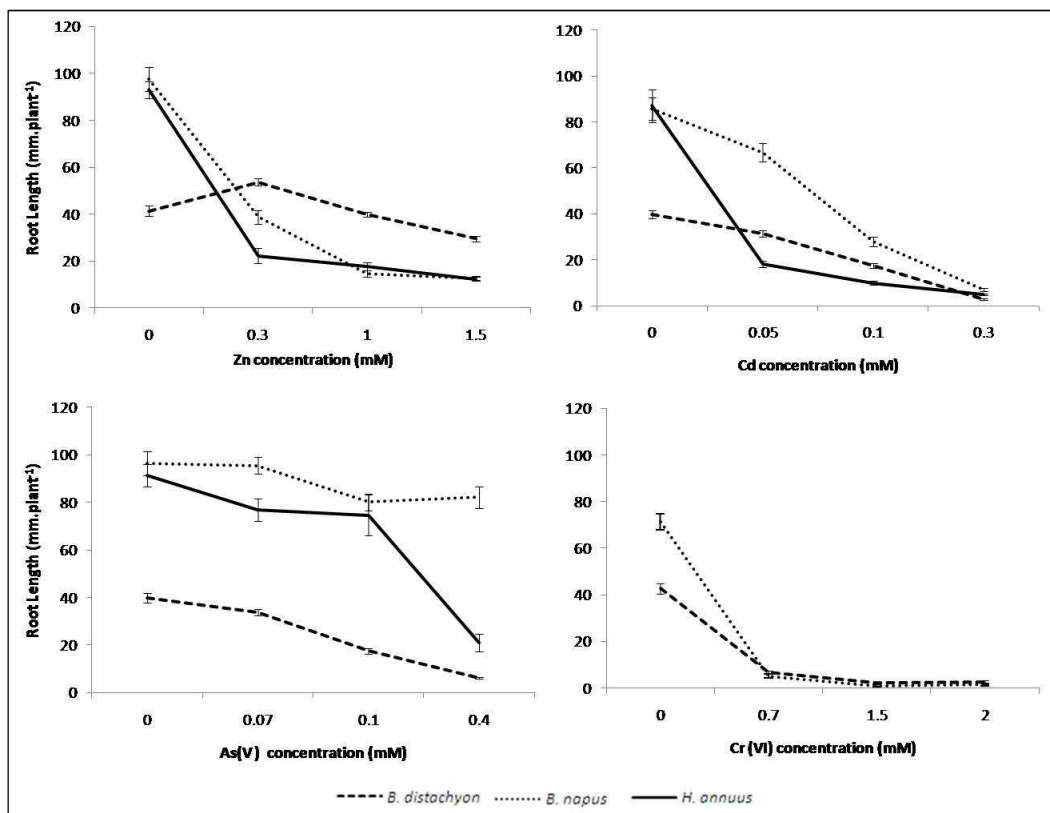 120
100
80
60
40
20
0
Root Length (mm.plant⁻¹)
0 0.3 1 1.5
Zn concentration (mM)
120
100
80
60
40
20
0
0 0.05 0.1 0.3
Cd concentration (mM)
120
100
80
60
40
20
0
Root Length (mm.plant⁻¹)
0 0.07 0.1 0.4
As(V) concentration (mM)
120
100
80
60
40
20
0
0 0.7 1.5 2
Cr (VI) concentration (mM)
B. distachyon B. napus H. annuus